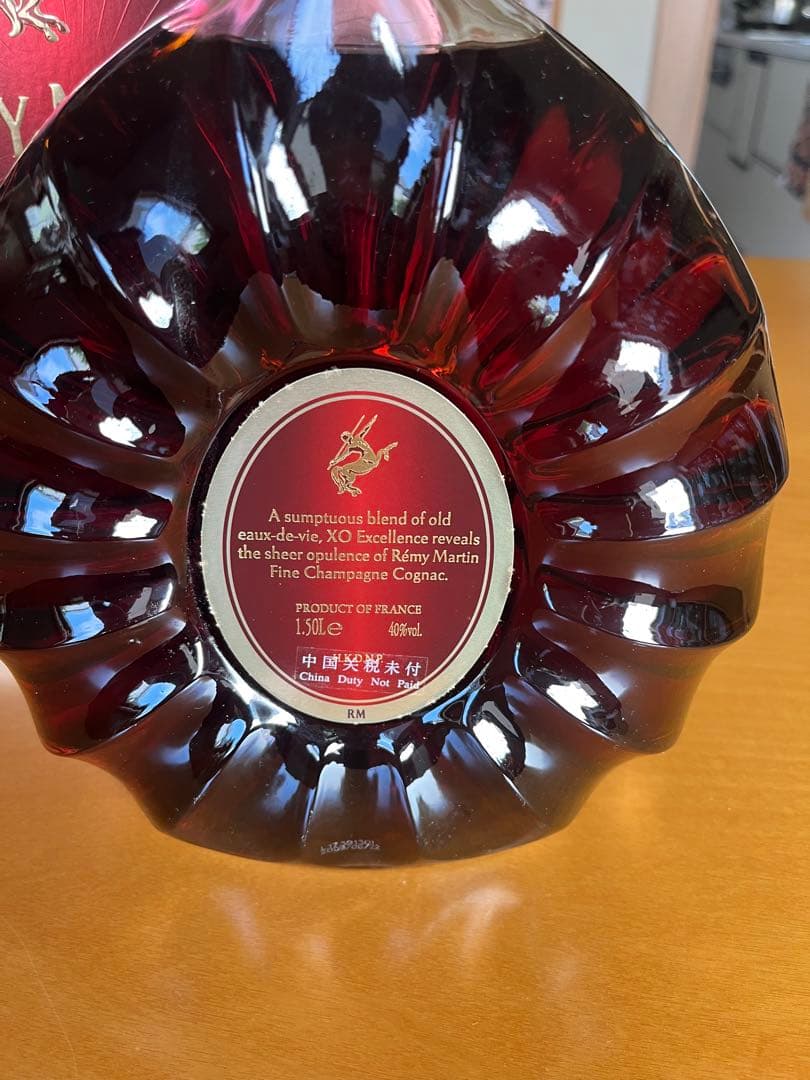 A sumptuous blend of old
eaux-de-vie, XO Excellence reveals
the sheer opulence of Rémy Martin
Fine Champagne Cognac.
PRODUCT OF FRANCE
1.50L℮ 40%vol.
HKDNP
中国关税未付
China Duty Not Paid
RM